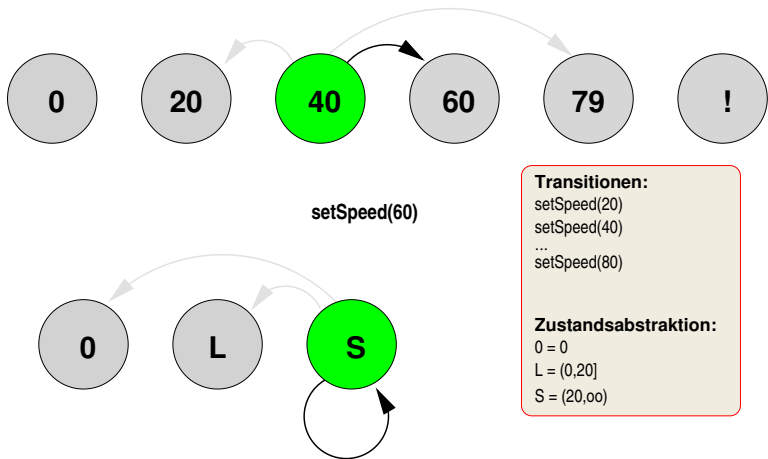 0 20 40 60 79 !
setSpeed(60)
Transitionen:
setSpeed(20)
setSpeed(40)
...
setSpeed(80)
Zustandsabstraktion:
0 = 0
L = (0,20]
S = (20,oo)
0 L S